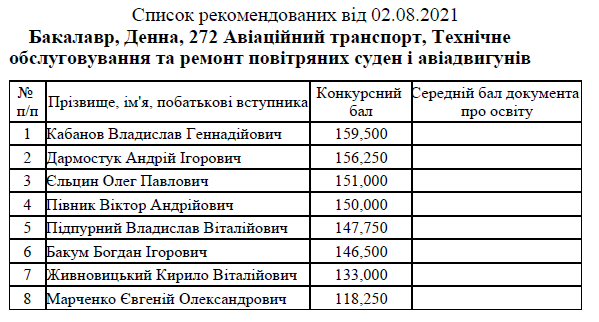 Список рекомендованих від 02.08.2021
Бакалавр, Денна, 272 Авіаційний транспорт, Технічне
обслуговування та ремонт повітряних суден і авіадвигунів
№ п/п Прізвище, ім'я, побатькові вступника Конкурсний бал Середній бал документа про освіту
1 Кабанов Владислав Геннадійович 159,500
2 Дармостук Андрій Ігорович 156,250
3 Єльцин Олег Павлович 151,000
4 Півник Віктор Андрійович 150,000
5 Підпурний Владислав Віталійович 147,750
6 Бакум Богдан Ігорович 146,500
7 Живновицький Кирило Віталійович 133,000
8 Марченко Євгеній Олександрович 118,250